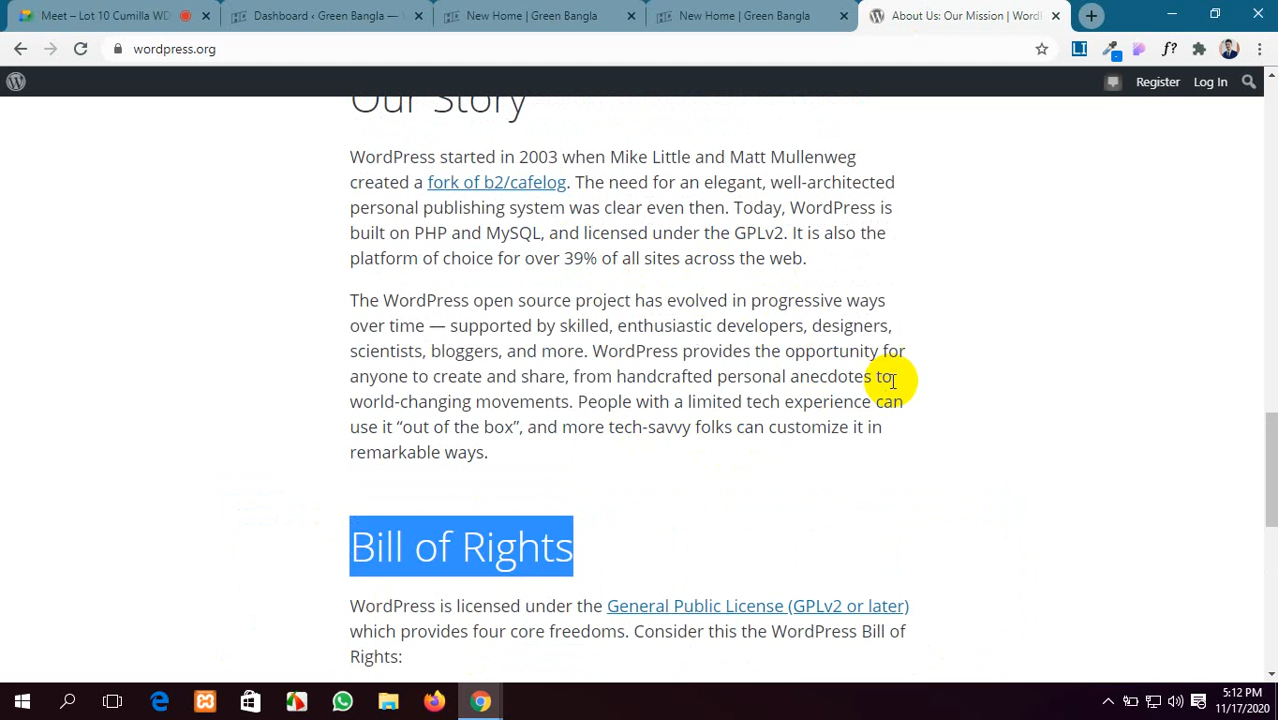 Meet – Lot 10 Cumilla WD
Dashboard ‹ Green Bangla —
New Home | Green Bangla
New Home | Green Bangla
About Us: Our Mission | Word
wordpress.org
Register
Log In
Our Story
WordPress started in 2003 when Mike Little and Matt Mullenweg
created a fork of b2/cafelog. The need for an elegant, well-architected
personal publishing system was clear even then. Today, WordPress is
built on PHP and MySQL, and licensed under the GPLv2. It is also the
platform of choice for over 39% of all sites across the web.
The WordPress open source project has evolved in progressive ways
over time — supported by skilled, enthusiastic developers, designers,
scientists, bloggers, and more. WordPress provides the opportunity for
anyone to create and share, from handcrafted personal anecdotes to
world-changing movements. People with a limited tech experience can
use it “out of the box”, and more tech-savvy folks can customize it in
remarkable ways.
Bill of Rights
WordPress is licensed under the General Public License (GPLv2 or later)
which provides four core freedoms. Consider this the WordPress Bill of
Rights:
5:12 PM
11/17/2020